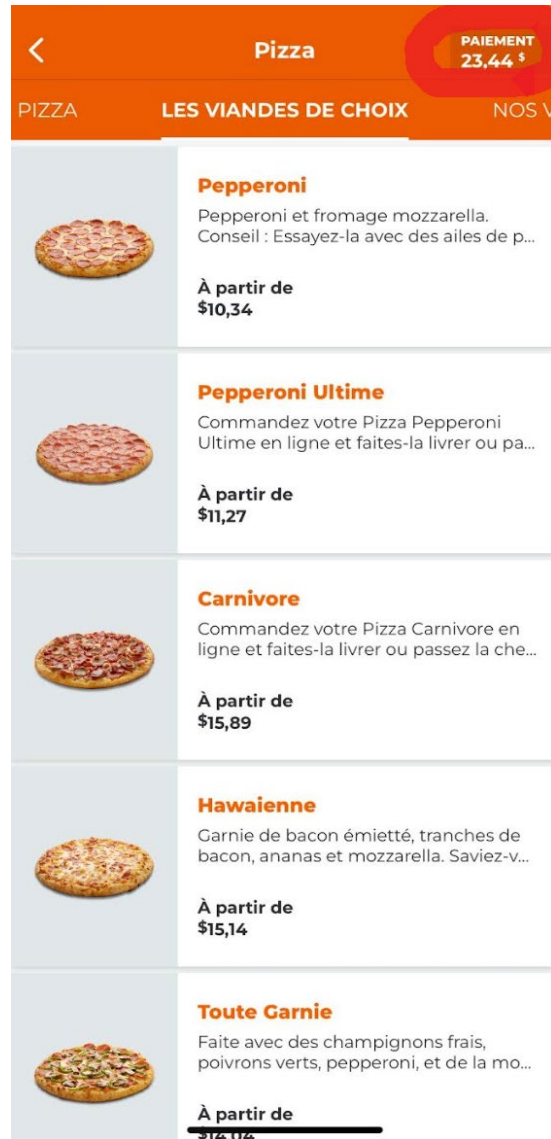 Pizza
PAIEMENT
23,44 $
PIZZA
LES VIANDES DE CHOIX
NOS V
Pepperoni
Pepperoni et fromage mozzarella.
Conseil : Essayez-la avec des ailes de p...
À partir de
$10,34
Pepperoni Ultime
Commandez votre Pizza Pepperoni
Ultime en ligne et faites-la livrer ou pa...
À partir de
$11,27
Carnivore
Commandez votre Pizza Carnivore en
ligne et faites-la livrer ou passez la che...
À partir de
$15,89
Hawaienne
Garnie de bacon émietté, tranches de
bacon, ananas et mozzarella. Saviez-v...
À partir de
$15,14
Toute Garnie
Faite avec des champignons frais,
poivrons verts, pepperoni, et de la mo...
À partir de